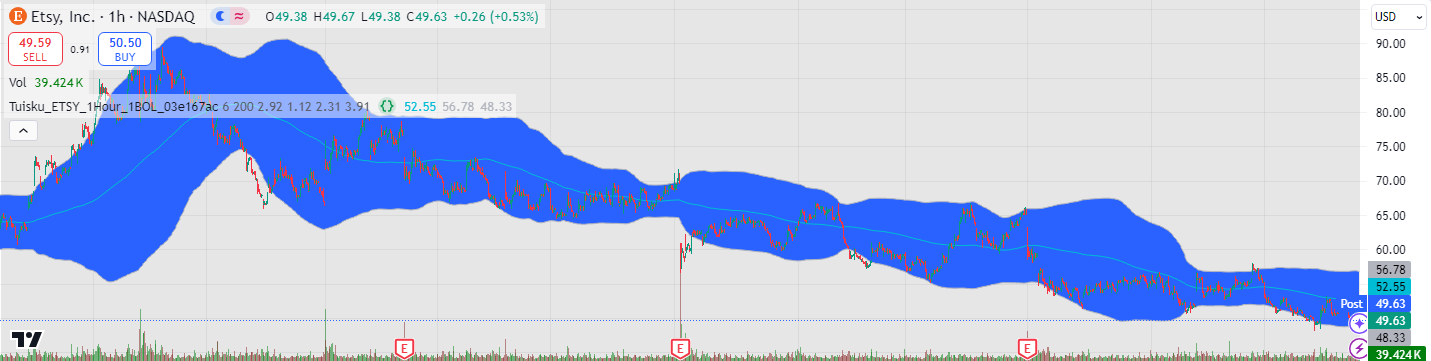 E Etsy, Inc. · 1h · NASDAQ O49.38 H49.67 L49.38 C49.63 +0.26 (+0.53%)
USD
49.59 SELL 0.91 50.50 BUY
Vol 39.424 K
Tuisku_ETSY_1Hour_1BOL_03e167ac 6 200 2.92 1.12 2.31 3.91 {} 52.55 56.78 48.33
90.00
85.00
80.00
75.00
70.00
65.00
60.00
56.78
52.55
Post 49.63
49.63
48.33
39.424 K
E E E